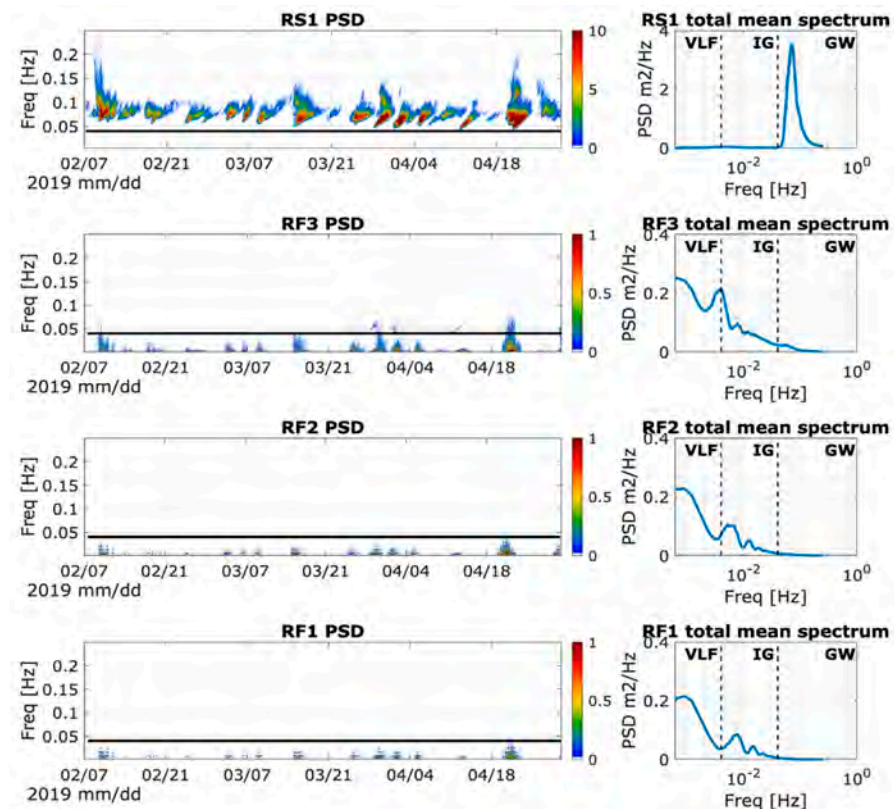 RS1 PSD
Freq [Hz]
0.2
0.15
0.1
0.05
02/07 02/21 03/07 03/21 04/04 04/18
2019 mm/dd
10
5
0
RS1 total mean spectrum
PSD m2/Hz
4
2
0
VLF IG GW
10-2 100
Freq [Hz]
RF3 PSD
Freq [Hz]
0.2
0.15
0.1
0.05
02/07 02/21 03/07 03/21 04/04 04/18
2019 mm/dd
1
0.5
0
RF3 total mean spectrum
PSD m2/Hz
0.4
0.2
0
VLF IG GW
10-2 100
Freq [Hz]
RF2 PSD
Freq [Hz]
0.2
0.15
0.1
0.05
02/07 02/21 03/07 03/21 04/04 04/18
2019 mm/dd
1
0.5
0
RF2 total mean spectrum
PSD m2/Hz
0.4
0.2
0
VLF IG GW
10-2 100
Freq [Hz]
RF1 PSD
Freq [Hz]
0.2
0.15
0.1
0.05
02/07 02/21 03/07 03/21 04/04 04/18
2019 mm/dd
1
0.5
0
RF1 total mean spectrum
PSD m2/Hz
0.4
0.2
0
VLF IG GW
10-2 100
Freq [Hz]